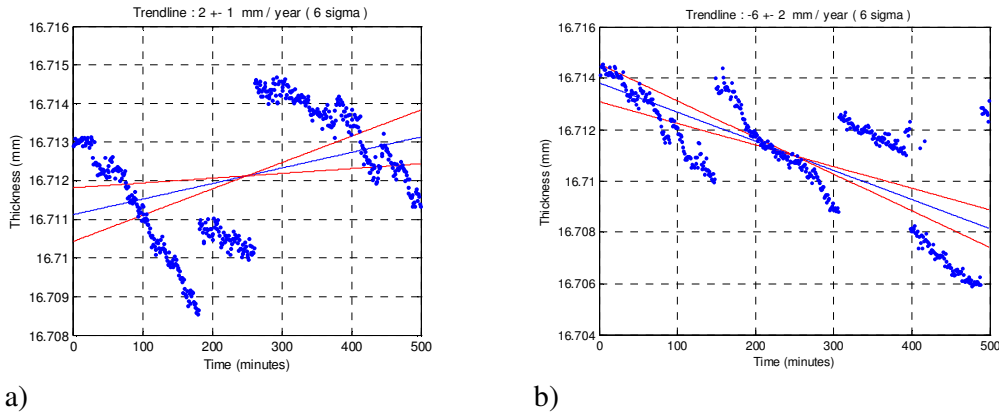 Trendline : 2 +- 1 mm / year ( 6 sigma )
16.715
16.714
16.713
16.712
16.711
16.71
16.709
16.708
Thickness (mm)
0 100 200 300 400 500
Time (minutes)
a)
Trendline : -6 +- 2 mm / year ( 6 sigma )
16.716
16.714
16.712
16.71
16.708
16.706
16.704
Thickness (mm)
0 100 200 300 400 500
Time (minutes)
b)